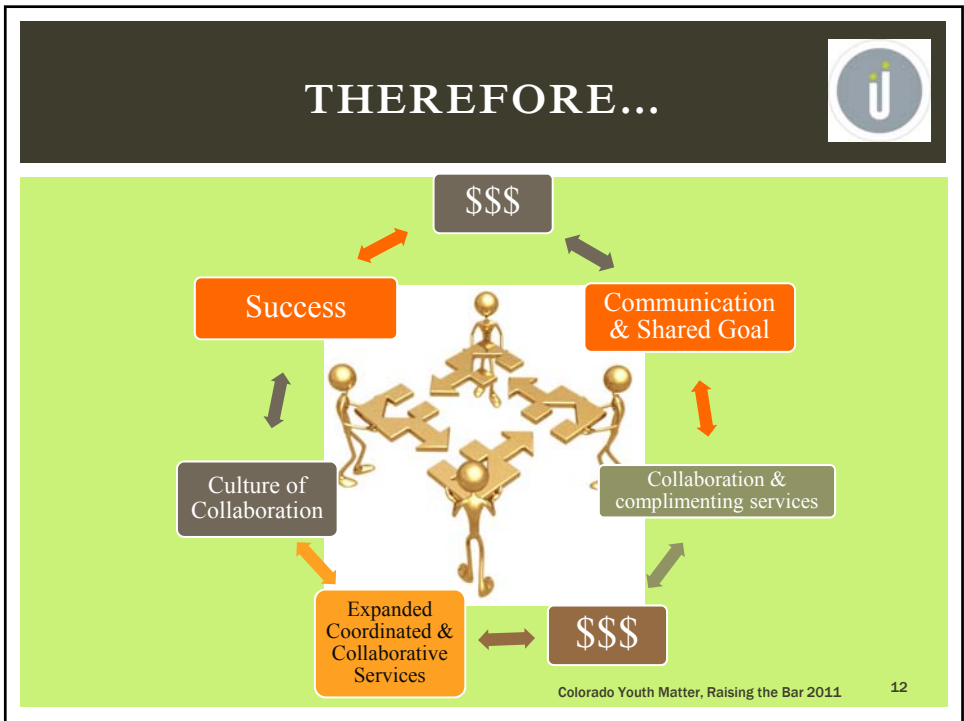 THEREFORE...
$$$
Success
Communication
& Shared Goal
Culture of
Collaboration
Collaboration &
complimenting services
Expanded
Coordinated &
Collaborative
Services
$$$
Colorado Youth Matter, Raising the Bar 2011
12